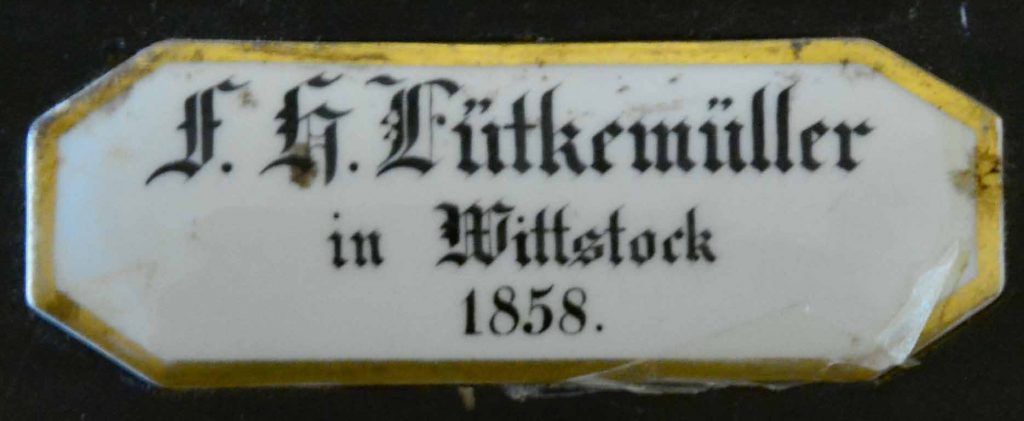 F. H. Lütkemüller
in Wittstock
1858.